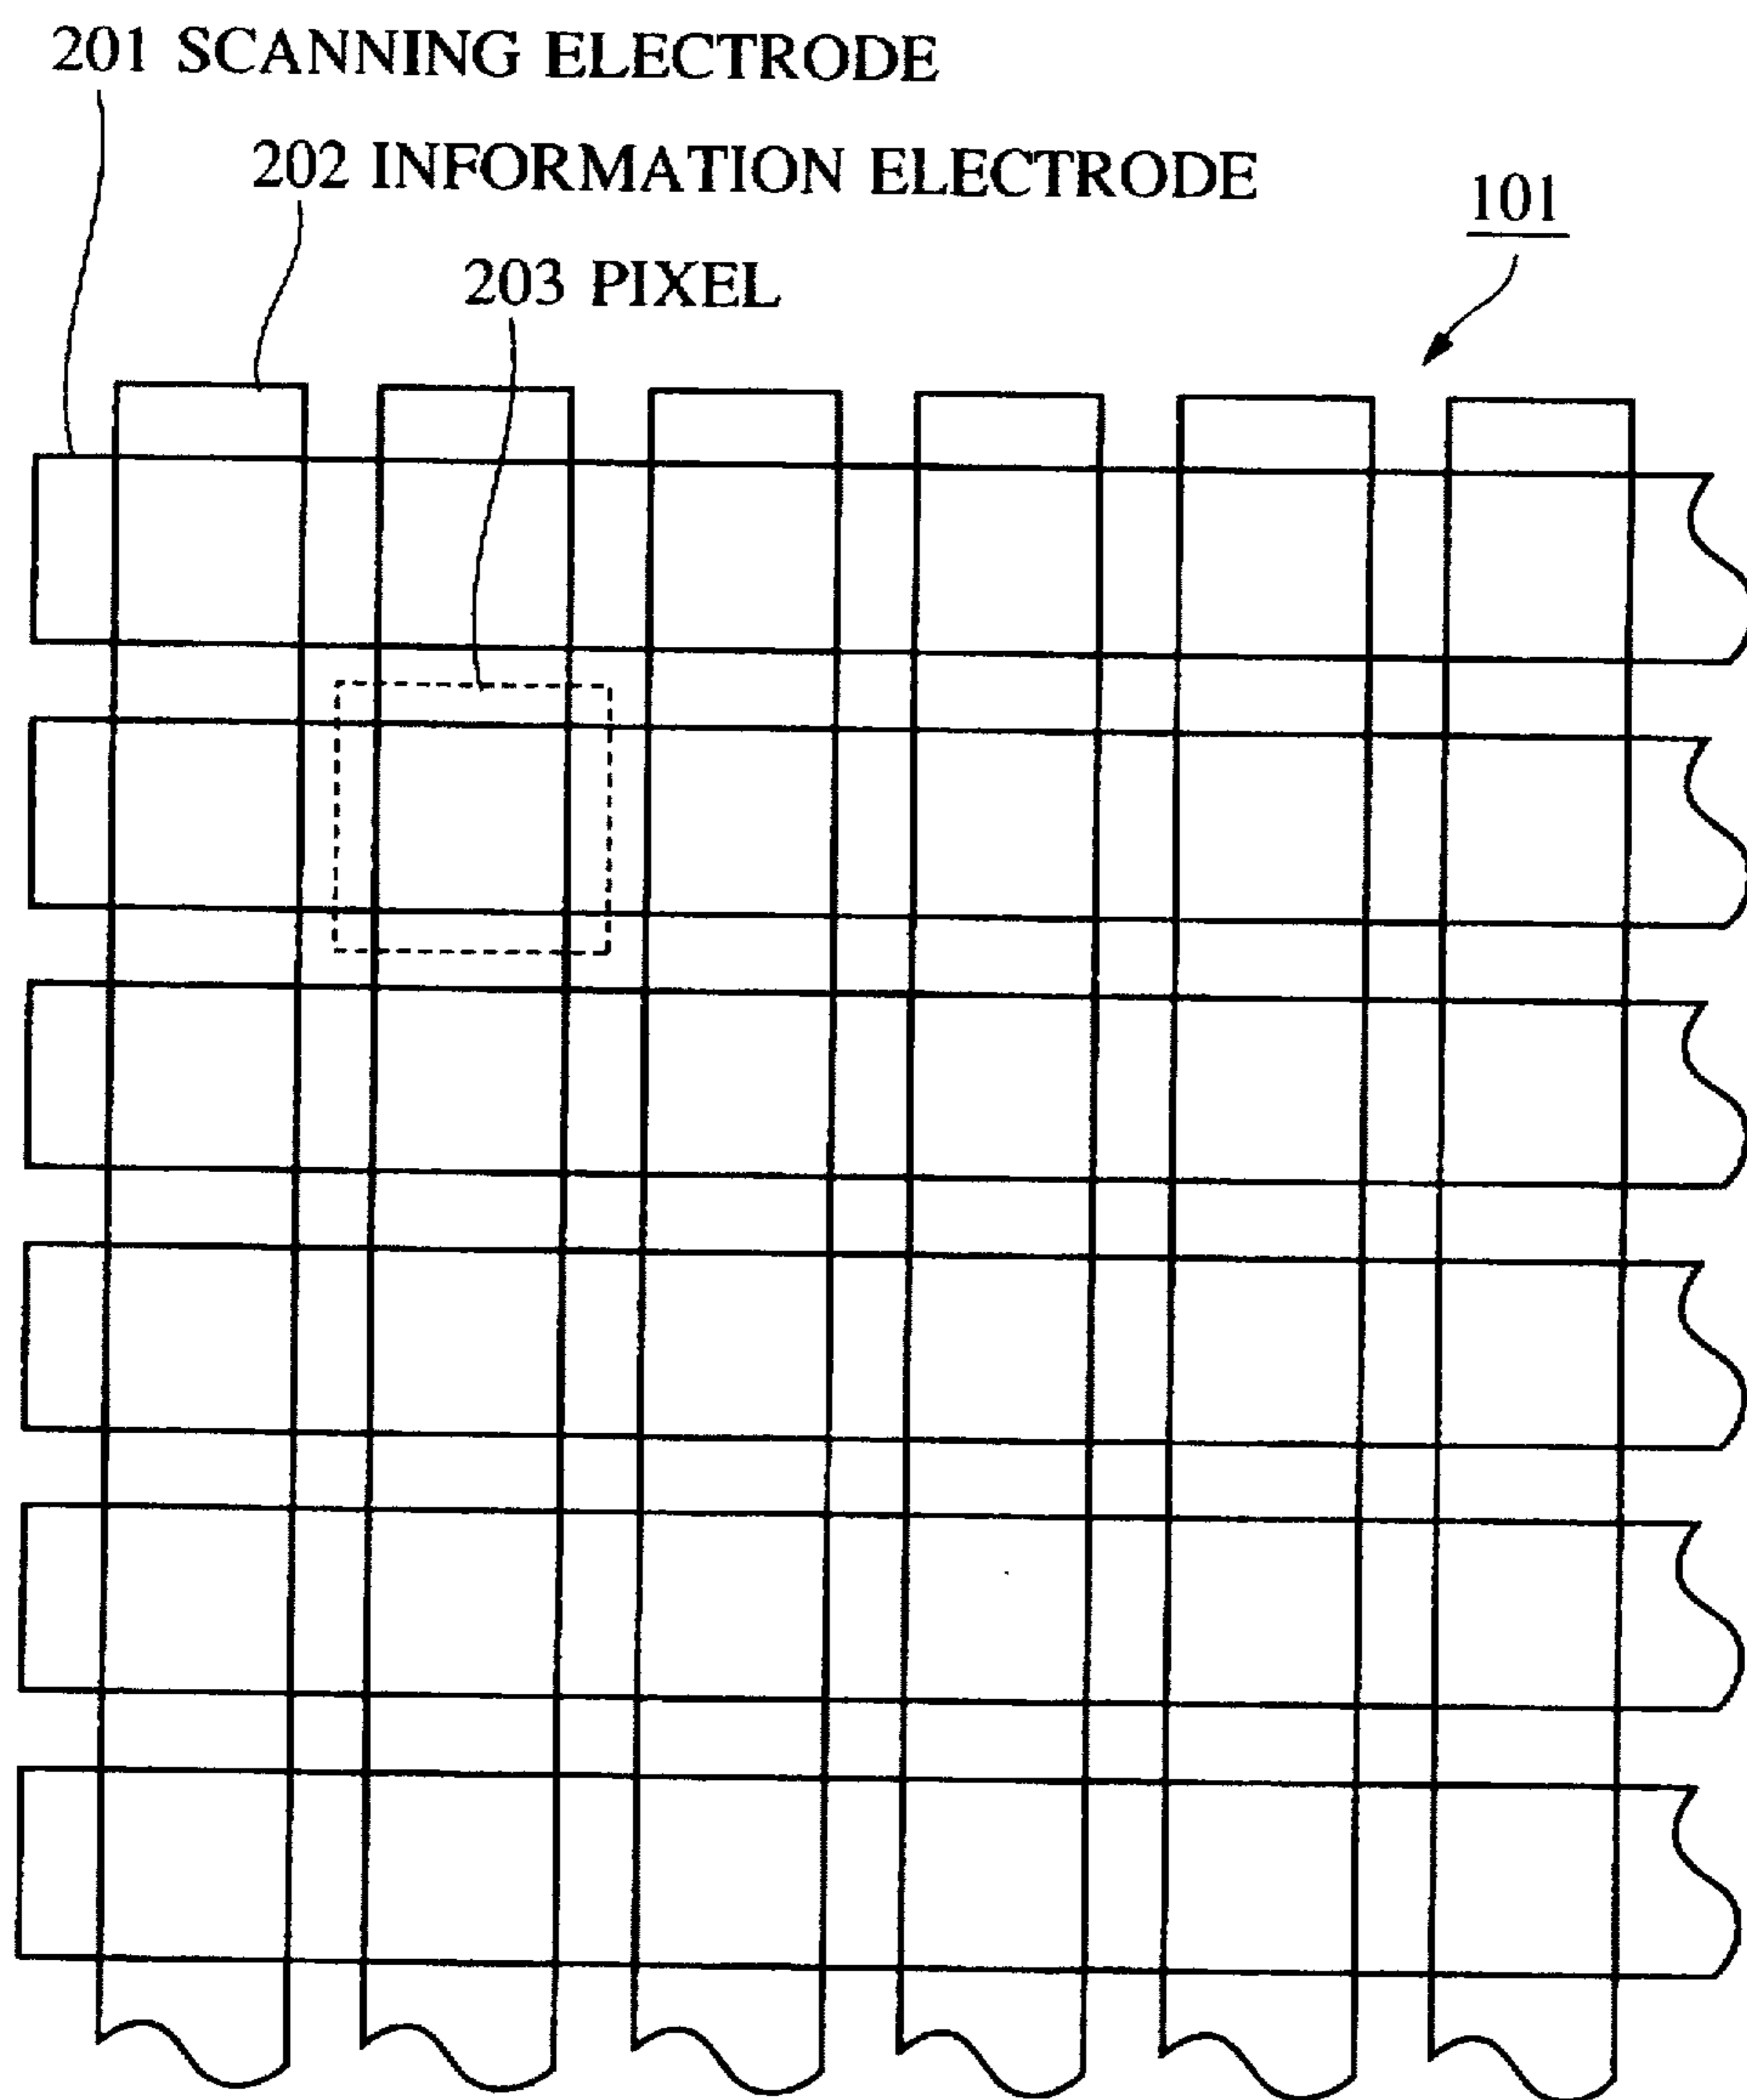 201 SCANNING ELECTRODE
202 INFORMATION ELECTRODE
101
203 PIXEL